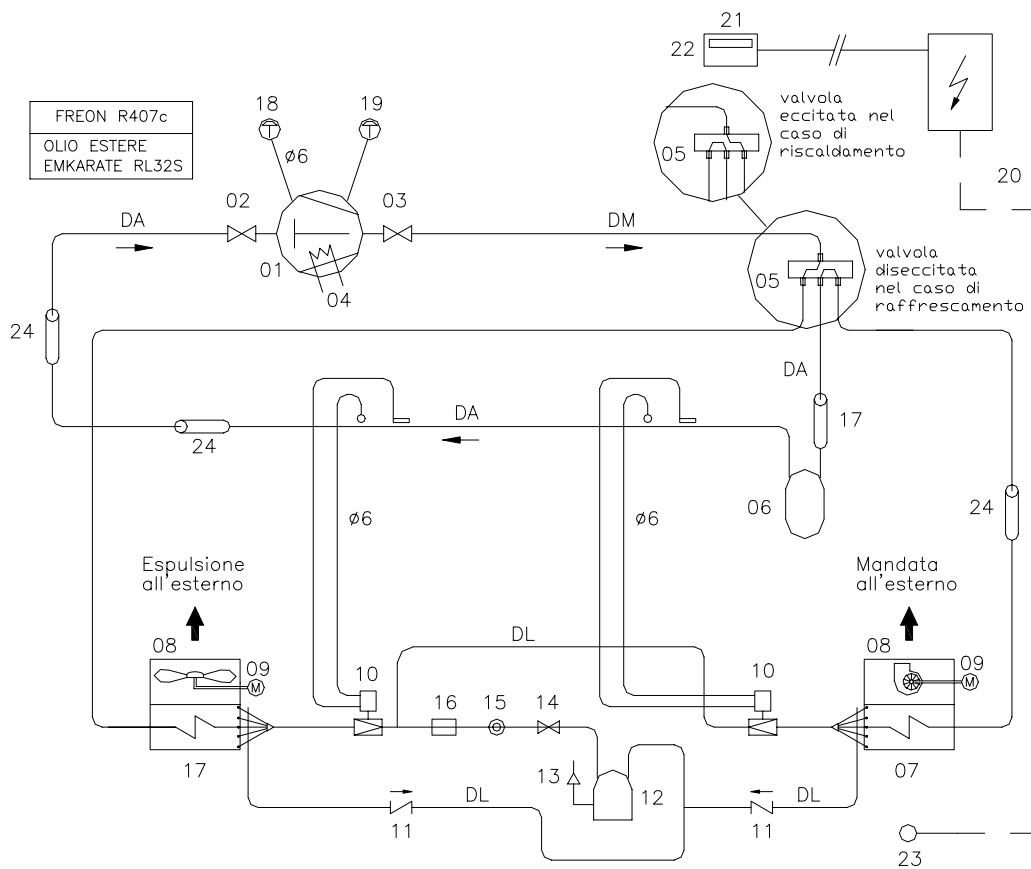 21
22
FREON R407c
OLIO ESTERE
EMKARATE RL32S
18
19
ø6
valvola
eccitata nel
caso di
riscaldamento
05
20
DA
02
03
DM
01
04
05
valvola
diseccitata
nel caso di
raffrescamento
24
DA
DA
24
17
06
24
ø6
ø6
Espulsione
all'esterno
Mandata
all'esterno
DL
08
09
M
10
10
08
09
M
16
15
14
17
13
12
07
DL
DL
11
11
23